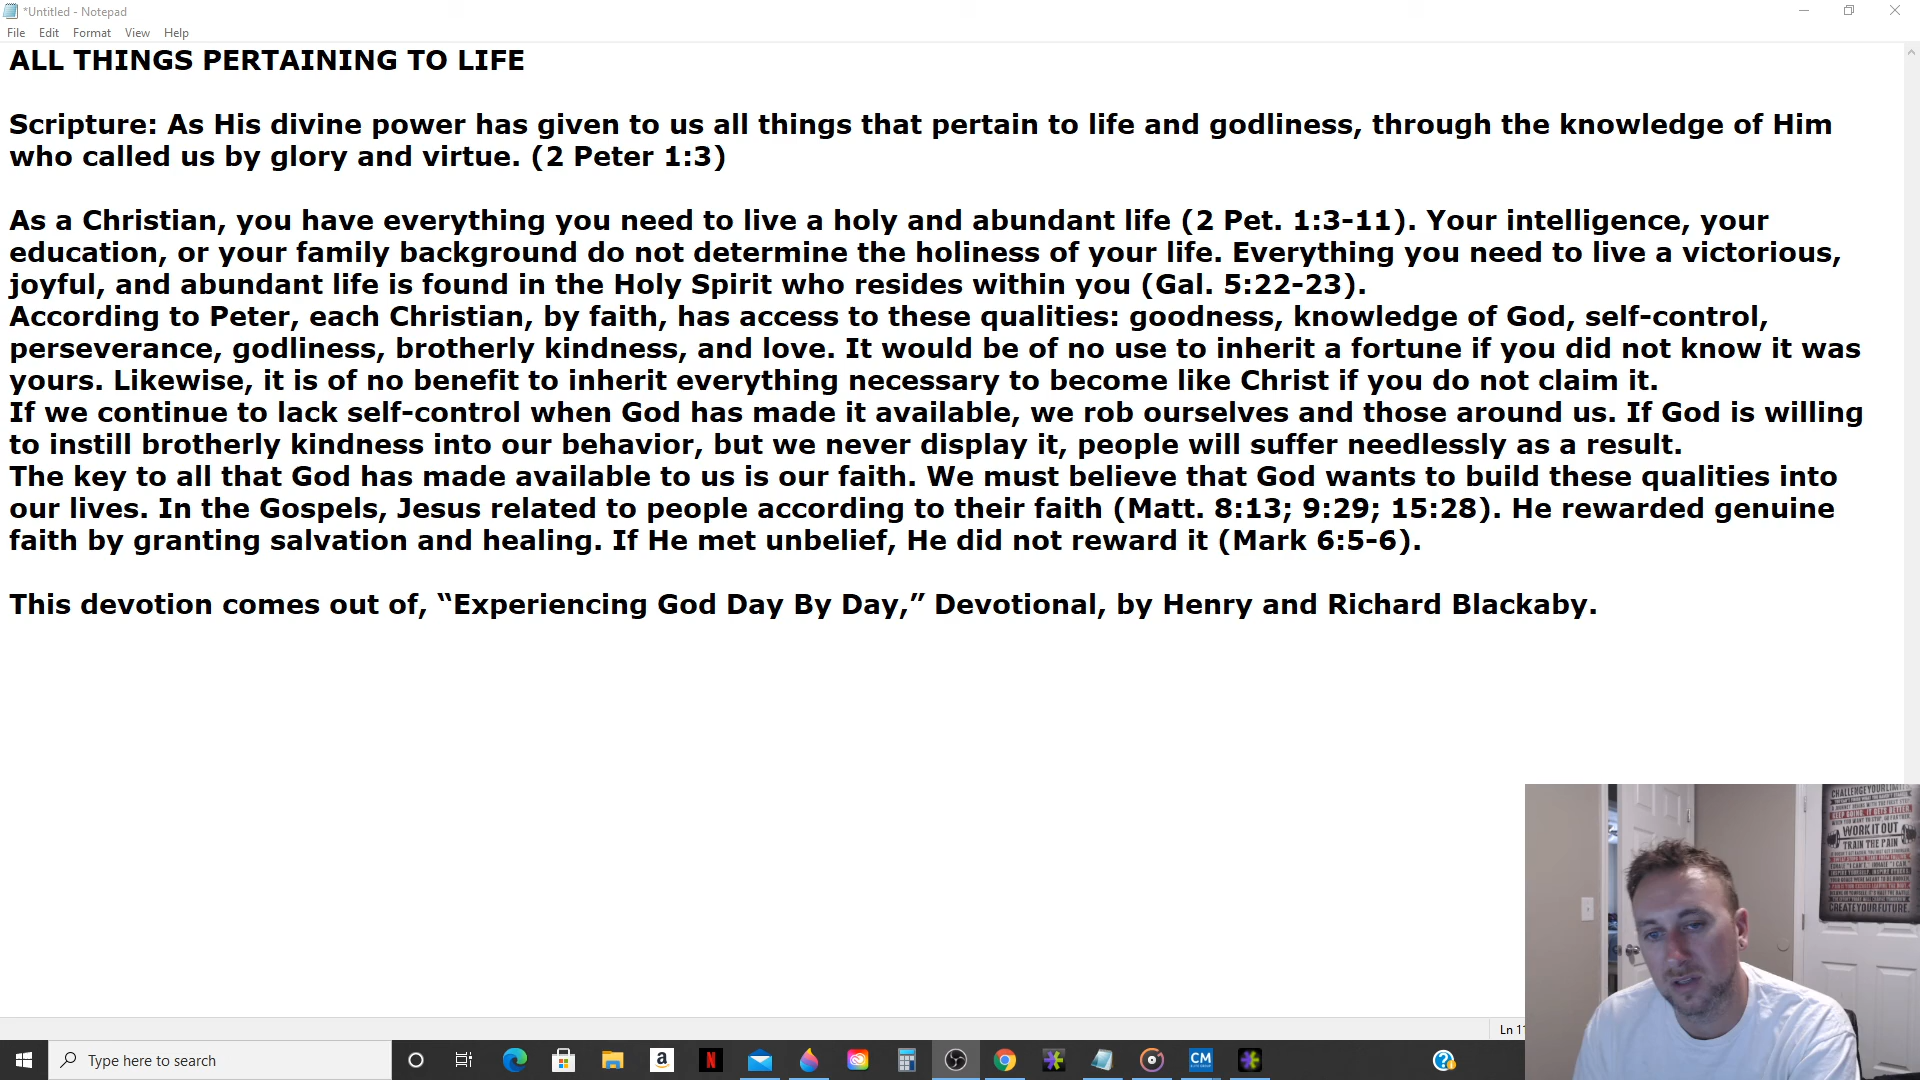 *Untitled - Notepad
File Edit Format View Help
ALL THINGS PERTAINING TO LIFE
Scripture: As His divine power has given to us all things that pertain to life and godliness, through the knowledge of Him
who called us by glory and virtue. (2 Peter 1:3)
As a Christian, you have everything you need to live a holy and abundant life (2 Pet. 1:3-11). Your intelligence, your
education, or your family background do not determine the holiness of your life. Everything you need to live a victorious,
joyful, and abundant life is found in the Holy Spirit who resides within you (Gal. 5:22-23).
According to Peter, each Christian, by faith, has access to these qualities: goodness, knowledge of God, self-control,
perseverance, godliness, brotherly kindness, and love. It would be of no use to inherit a fortune if you did not know it was
yours. Likewise, it is of no benefit to inherit everything necessary to become like Christ if you do not claim it.
If we continue to lack self-control when God has made it available, we rob ourselves and those around us. If God is willing
to instill brotherly kindness into our behavior, but we never display it, people will suffer needlessly as a result.
The key to all that God has made available to us is our faith. We must believe that God wants to build these qualities into
our lives. In the Gospels, Jesus related to people according to their faith (Matt. 8:13; 9:29; 15:28). He rewarded genuine
faith by granting salvation and healing. If He met unbelief, He did not reward it (Mark 6:5-6).
This devotion comes out of, “Experiencing God Day By Day,” Devotional, by Henry and Richard Blackaby.
CHALLENGE YOUR LIMITS
KEEP GOING, IT GETS BETTER.
WORK IT OUT
TRAIN THE PAIN
CREATE YOUR FUTURE.
Ln 1
Type here to search
a
N
CM